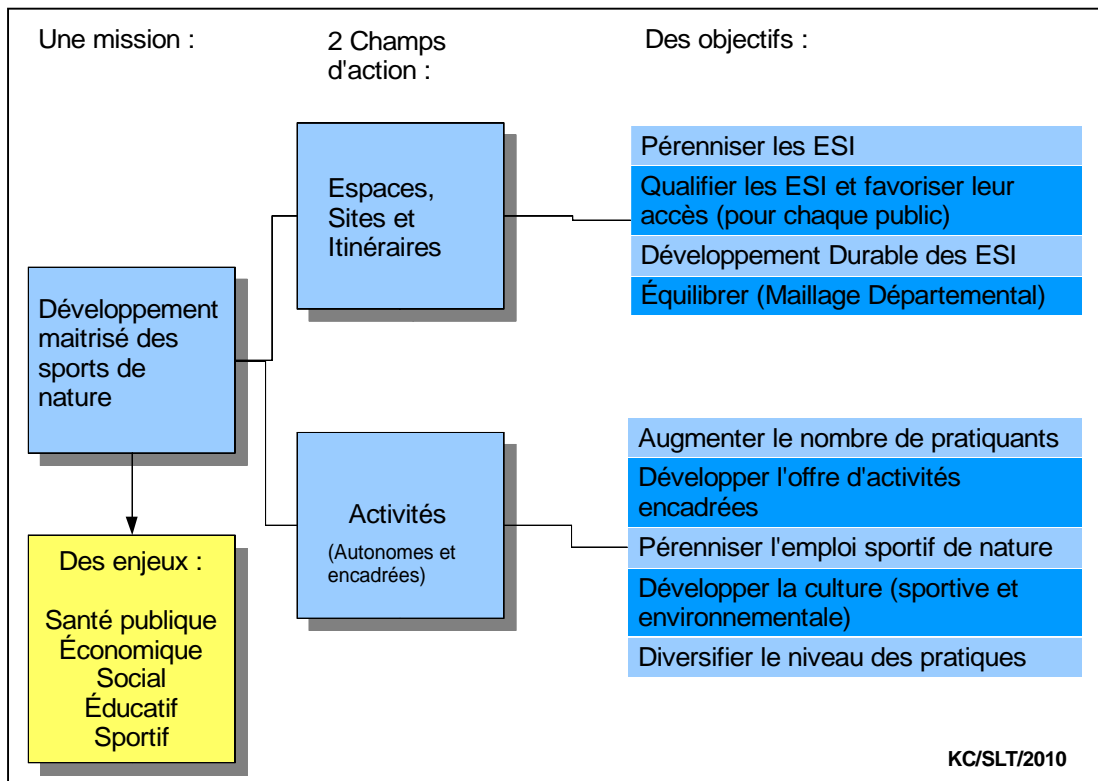 Une mission :
2 Champs
d'action :
Des objectifs :
Espaces,
Sites et
Itinéraires
Pérenniser les ESI
Qualifier les ESI et favoriser leur
accès (pour chaque public)
Développement Durable des ESI
Équilibrer (Maillage Départemental)
Développement
maitrisé des
sports de
nature
Activités
(Autonomes et
encadrées)
Augmenter le nombre de pratiquants
Développer l'offre d'activités
encadrées
Pérenniser l'emploi sportif de nature
Développer la culture (sportive et
environnementale)
Diversifier le niveau des pratiques
Des enjeux :
Santé publique
Économique
Social
Éducatif
Sportif
KC/SLT/2010